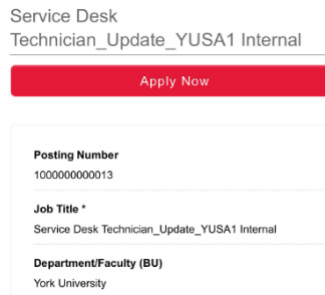 Service Desk
Technician_Update_YUSA1 Internal
Apply Now
Posting Number
1000000000013
Job Title *
Service Desk Technician_Update_YUSA1 Internal
Department/Faculty (BU)
York University